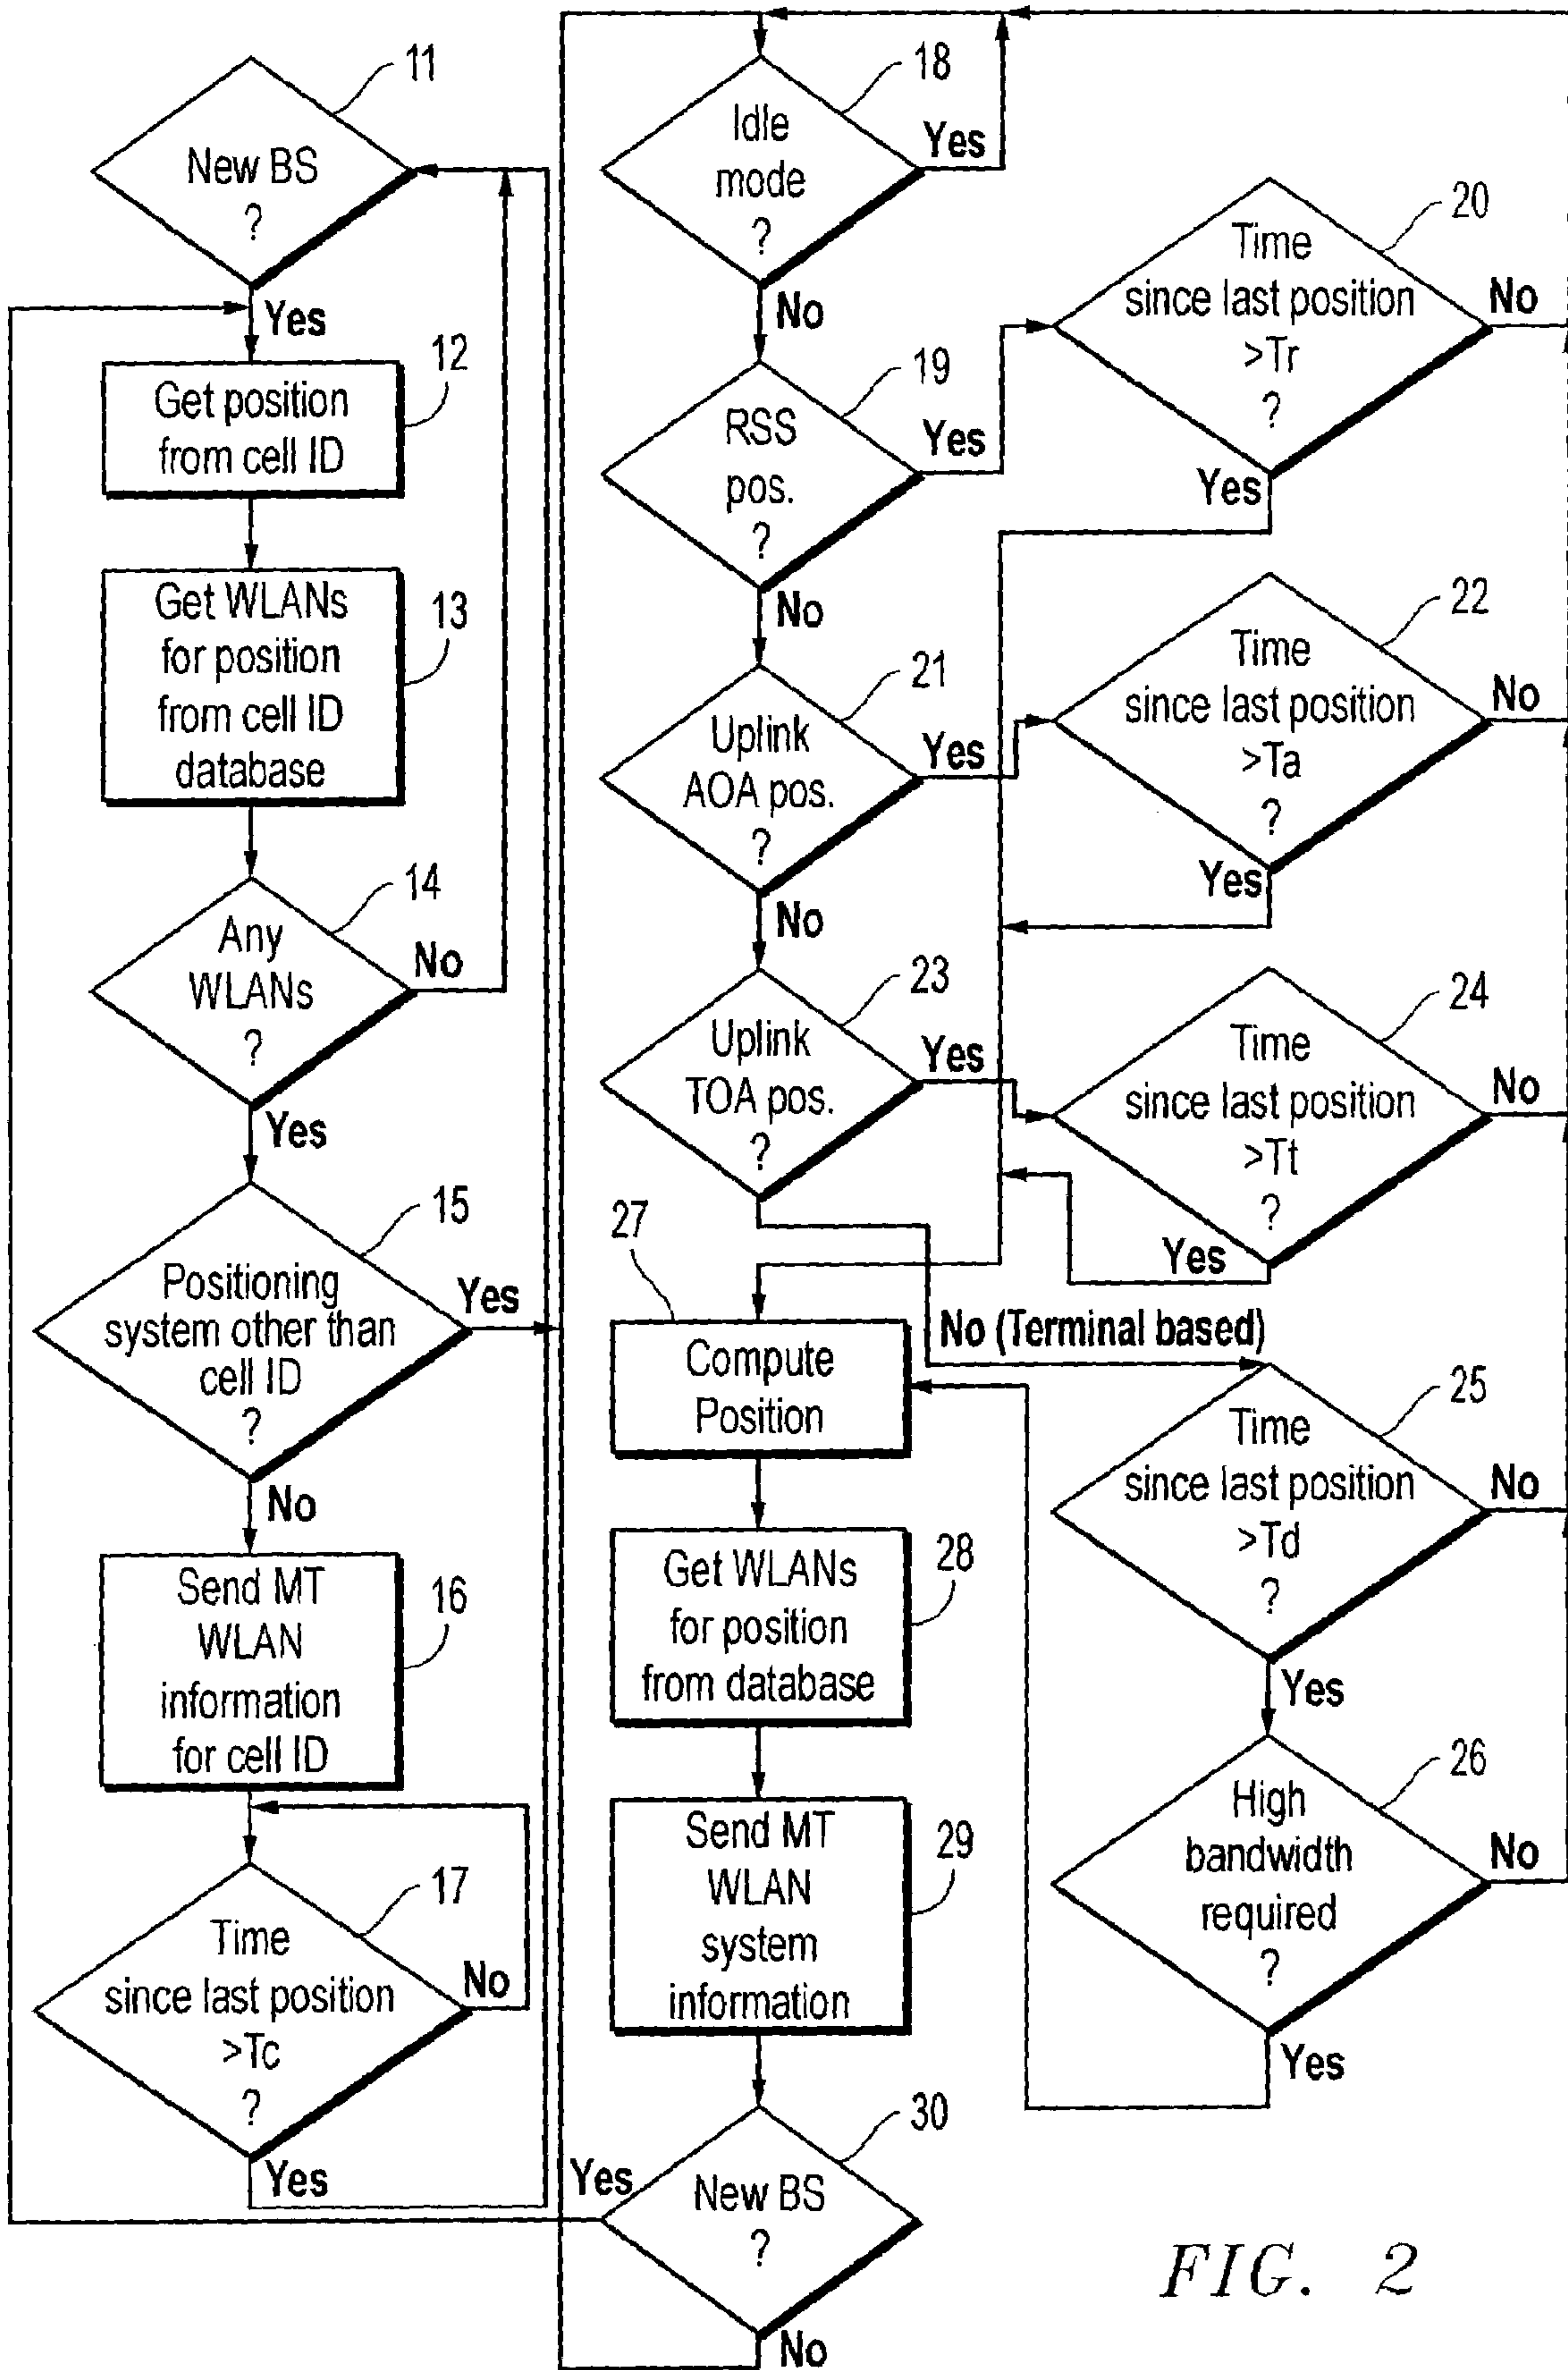 11
New BS
?
Yes
12
Get position
from cell ID
13
Get WLANs
for position
from cell ID
database
14
Any
WLANs
?
No
Yes
15
Positioning
system other than
cell ID
?
Yes
No
16
Send MT
WLAN
information
for cell ID
17
Time
since last position
>Tc
?
No
Yes
18
Idle
mode
?
Yes
No
19
RSS
pos.
?
Yes
No
20
Time
since last position
>Tr
?
No
Yes
21
Uplink
AOA pos.
?
Yes
No
22
Time
since last position
>Ta
?
No
Yes
23
Uplink
TOA pos.
?
Yes
No (Terminal based)
24
Time
since last position
>Tt
?
No
Yes
25
Time
since last position
>Td
?
No
Yes
26
High
bandwidth
required
?
No
Yes
27
Compute
Position
28
Get WLANs
for position
from database
29
Send MT
WLAN
system
information
30
New BS
?
Yes
No
FIG. 2